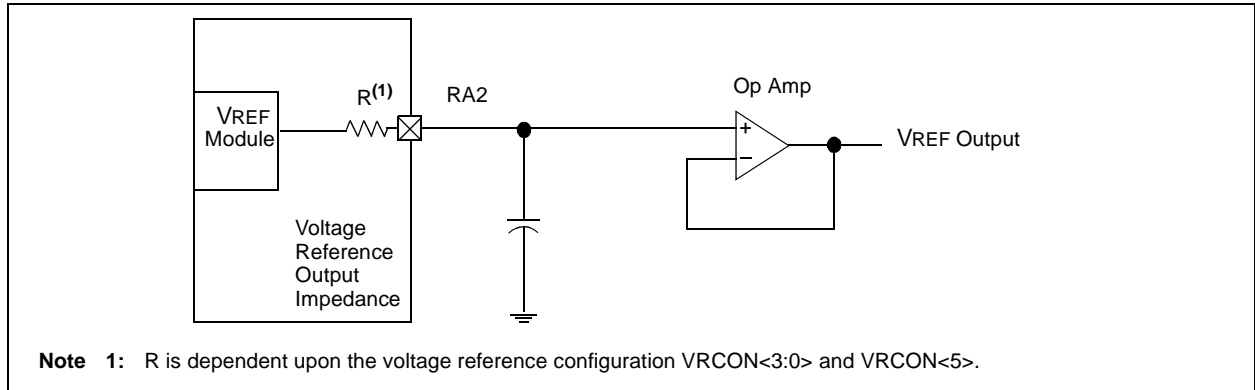 VREF
Module
R(1)
RA2
Op Amp
+
–
VREF Output
Voltage
Reference
Output
Impedance
Note 1: R is dependent upon the voltage reference configuration VRCON<3:0> and VRCON<5>.